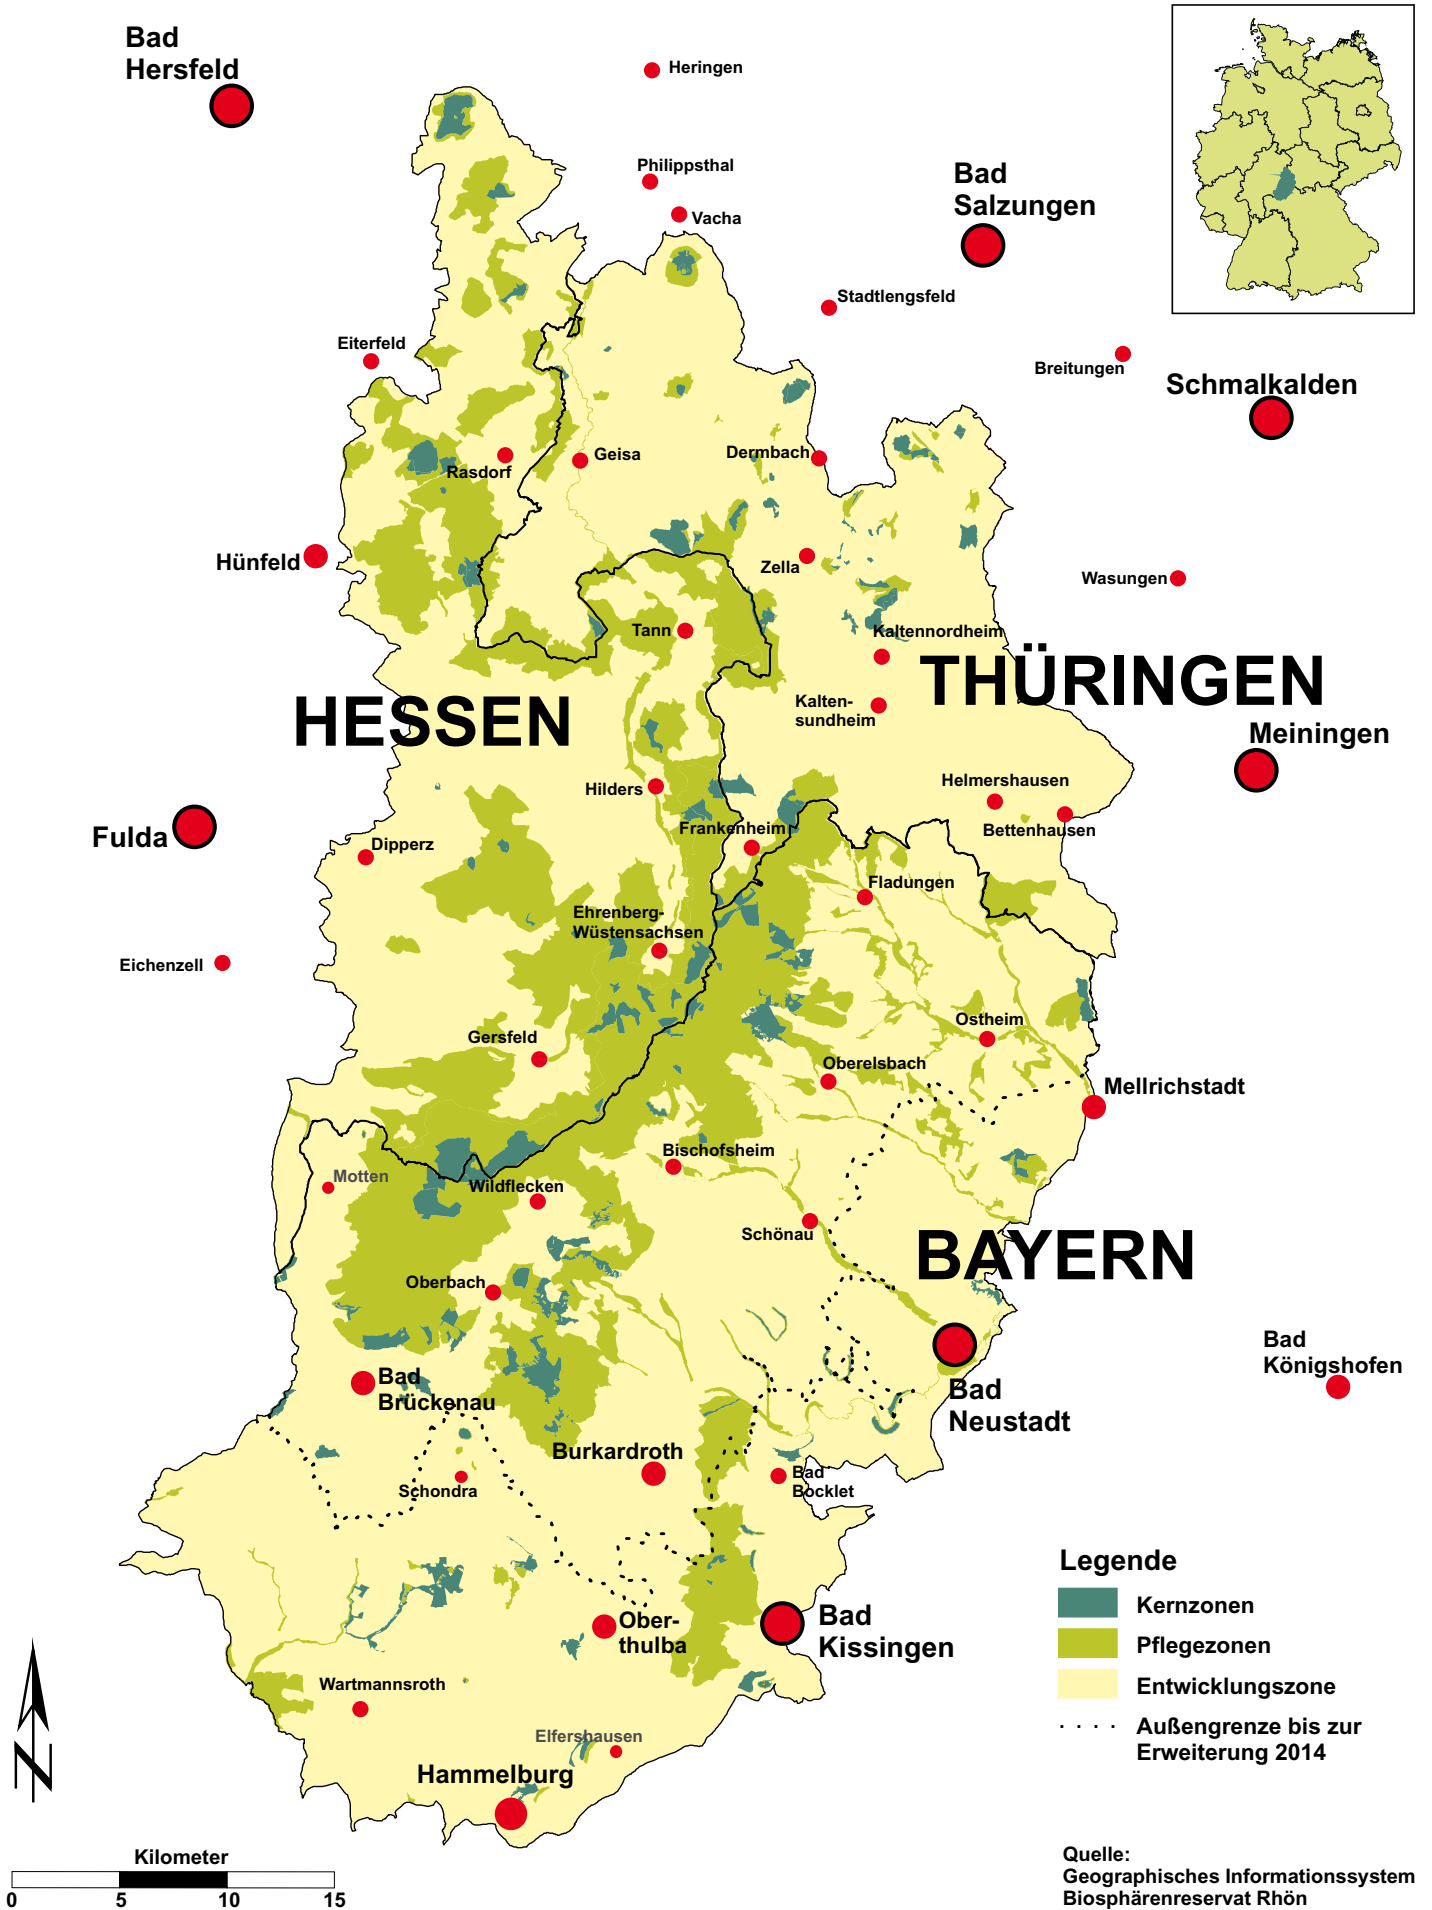 Bad
Hersfeld
Heringen
Philippsthal
Vacha
Bad
Salzungen
Stadtlengsfeld
Eiterfeld
Breitungen
Schmalkalden
Rasdorf
Geisa
Dermbach
Hünfeld
Zella
Wasungen
Tann
Kaltennordheim
THÜRINGEN
HESSEN
Kalten-
sundheim
Meiningen
Hilders
Helmershausen
Frankenheim
Bettenhausen
Fulda
Dipperz
Fladungen
Ehrenberg-
Wüstensachsen
Eichenzell
Ostheim
Gersfeld
Oberelsbach
Mellrichstadt
Bischofsheim
Motten
Wildflecken
Schönau
BAYERN
Oberbach
Bad
Königshofen
Bad
Brückenau
Bad
Neustadt
Burkardroth
Bad
Bocklet
Schondra
Legende
Kernzonen
Pflegezonen
Entwicklungszone
Außengrenze bis zur
Erweiterung 2014
Ober-
thulba
Bad
Kissingen
Wartmannsroth
Elfershausen
Hammelburg
N
Kilometer
0 5 10 15
Quelle:
Geographisches Informationssystem
Biosphärenreservat Rhön